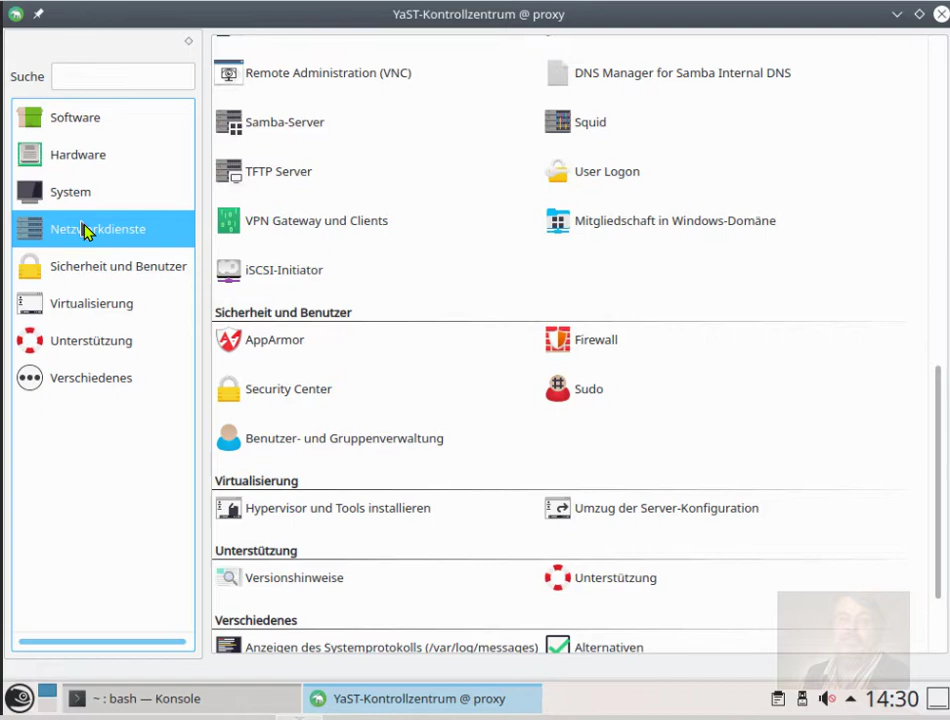 YaST-Kontrollzentrum @ proxy
Suche
Software
Hardware
System
Netzwerkdienste
Sicherheit und Benutzer
Virtualisierung
Unterstützung
Verschiedenes
Remote Administration (VNC)
DNS Manager for Samba Internal DNS
Samba-Server
Squid
TFTP Server
User Logon
VPN Gateway und Clients
Mitgliedschaft in Windows-Domäne
iSCSI-Initiator
Sicherheit und Benutzer
AppArmor
Firewall
Security Center
Sudo
Benutzer- und Gruppenverwaltung
Virtualisierung
Hypervisor und Tools installieren
Umzug der Server-Konfiguration
Unterstützung
Versionshinweise
Unterstützung
Verschiedenes
Anzeigen des Systemprotokolls (/var/log/messages)
Alternativen
~ : bash — Konsole
YaST-Kontrollzentrum @ proxy
14:30